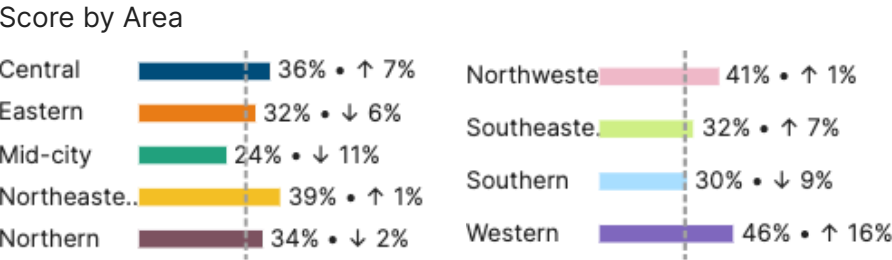 Score by Area
Central 36% • ↑ 7%
Eastern 32% • ↓ 6%
Mid-city 24% • ↓ 11%
Northeaste.. 39% • ↑ 1%
Northern 34% • ↓ 2%
Northweste 41% • ↑ 1%
Southeaste. 32% • ↑ 7%
Southern 30% • ↓ 9%
Western 46% • ↑ 16%